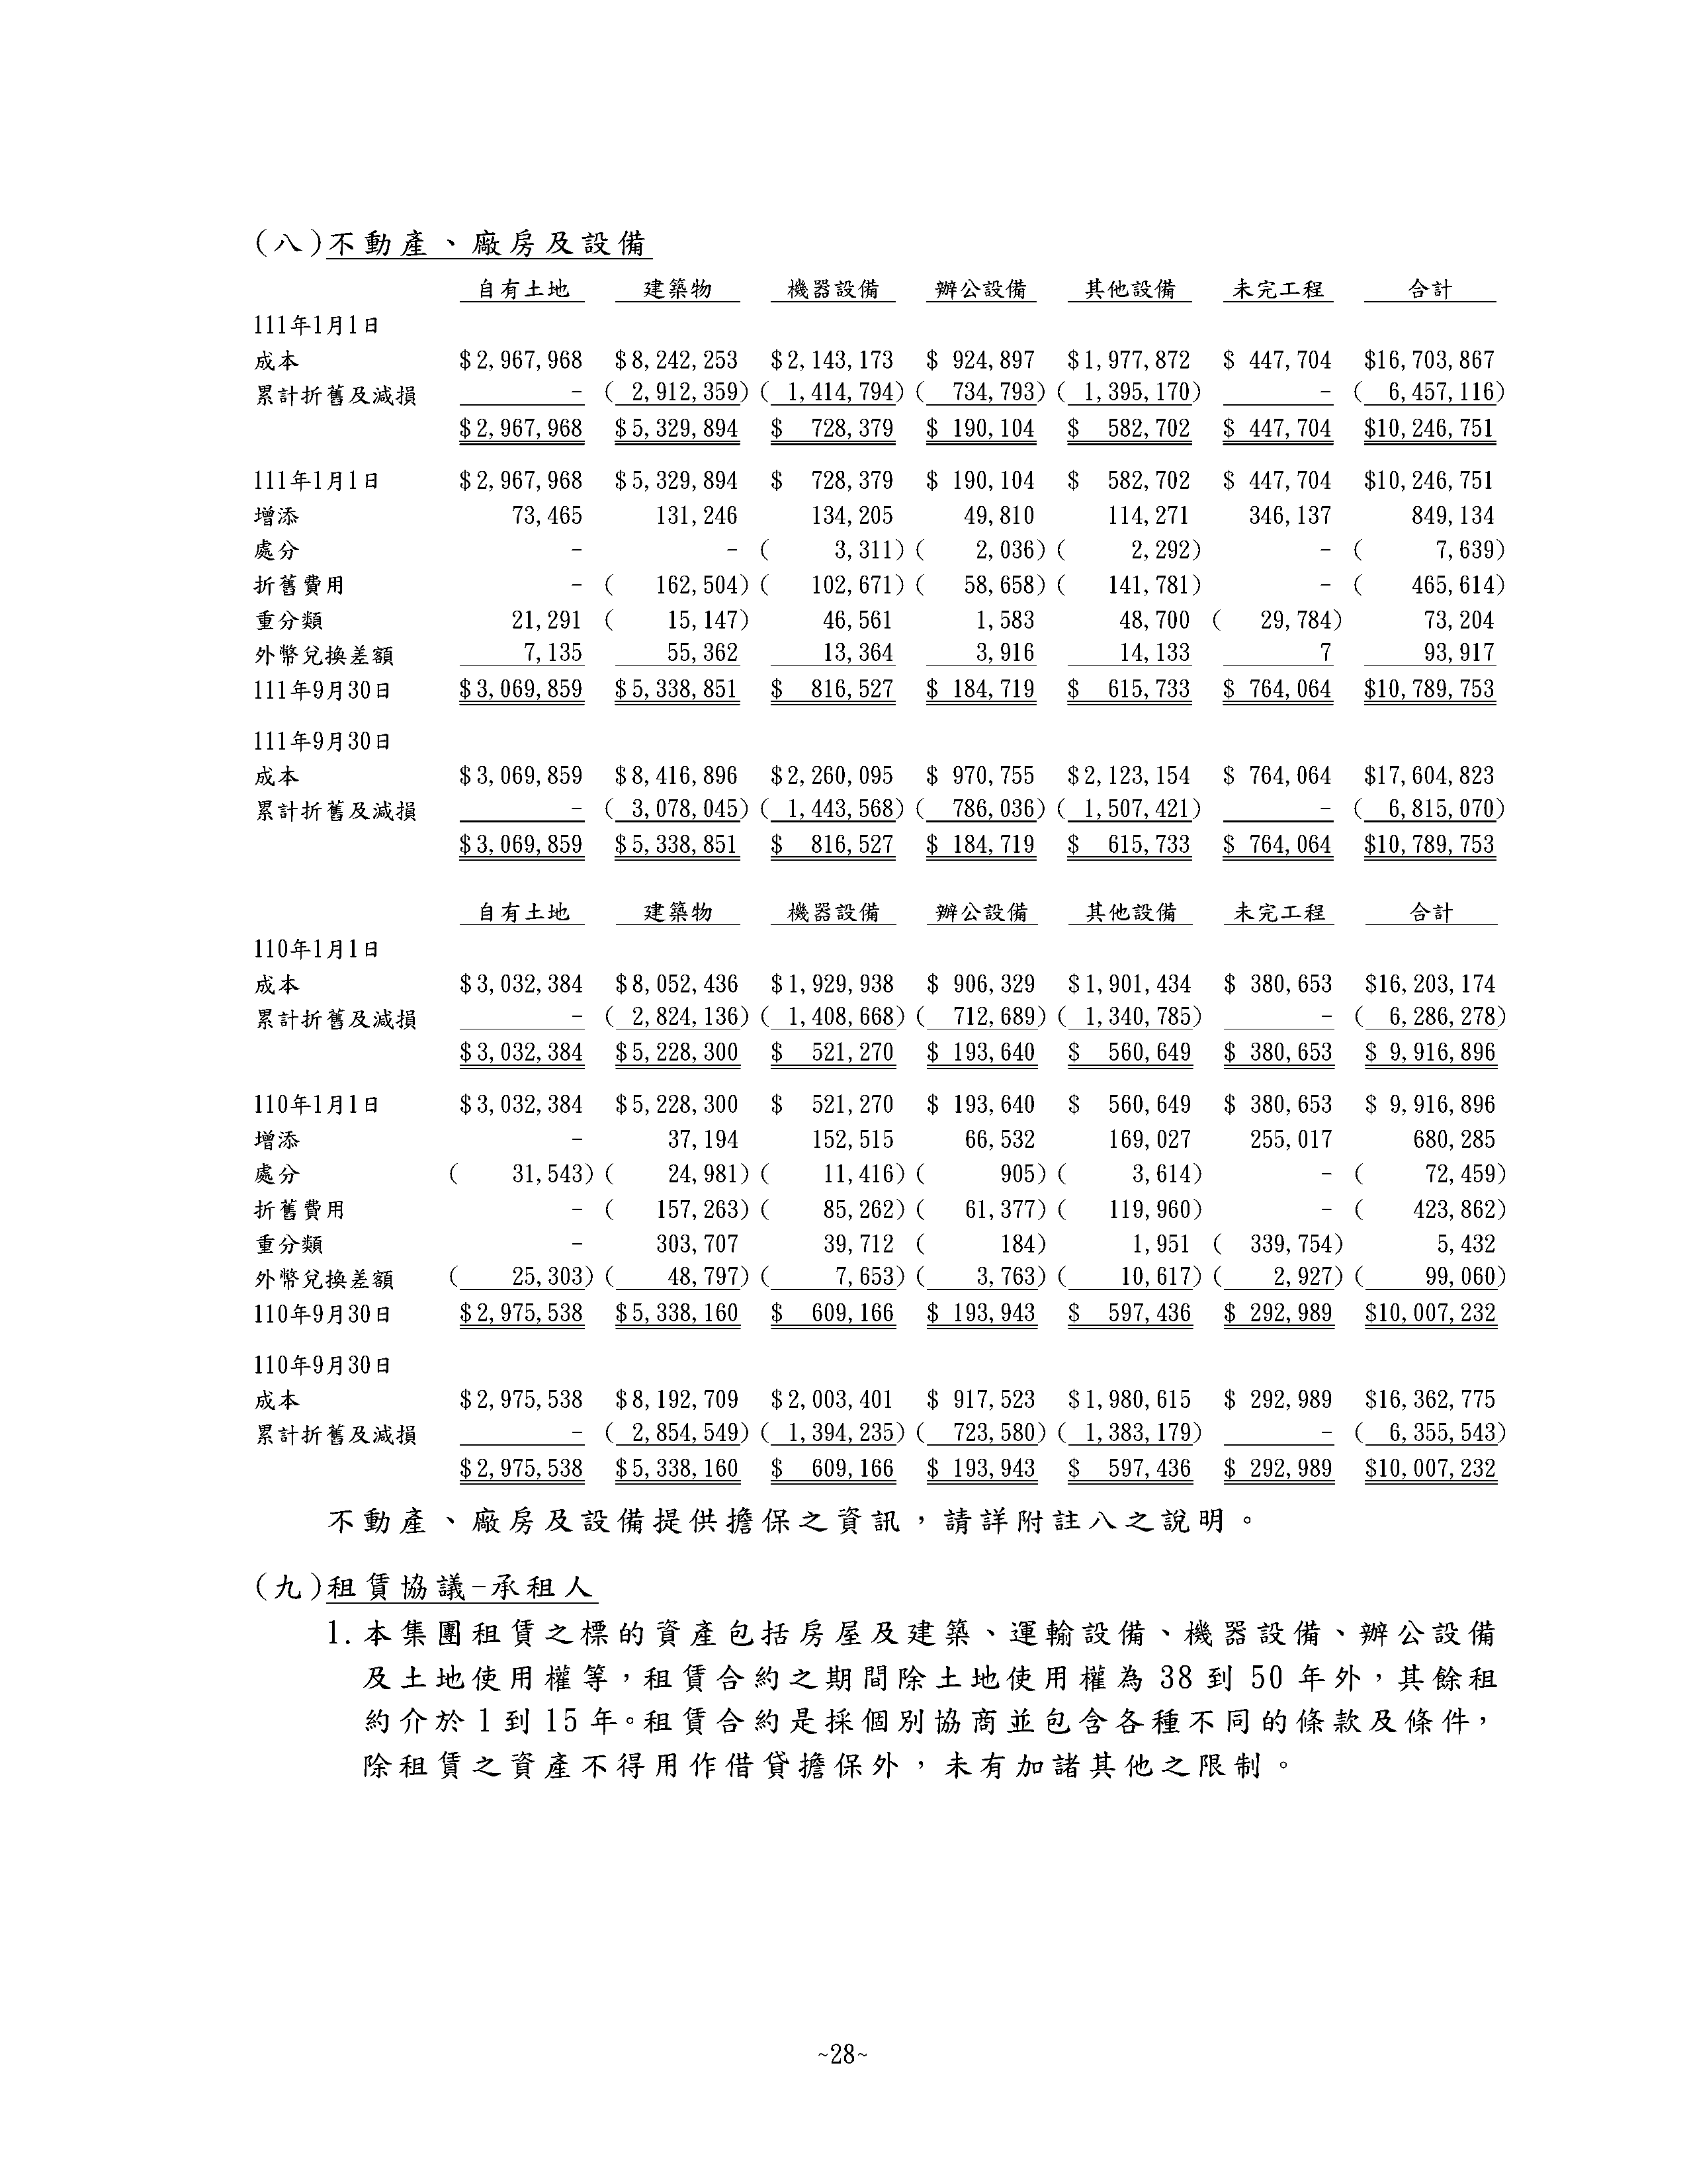 (八)不動產、廠房及設備
自有土地 建築物 機器設備 辦公設備 其他設備 未完工程 合計
111年1月1日
成本 $2,967,968 $8,242,253 $2,143,173 $ 924,897 $1,977,872 $ 447,704 $16,703,867
累計折舊及減損 - ( 2,912,359) ( 1,414,794) ( 734,793) ( 1,395,170) - ( 6,457,116)
$2,967,968 $5,329,894 $ 728,379 $ 190,104 $ 582,702 $ 447,704 $10,246,751
111年1月1日 $2,967,968 $5,329,894 $ 728,379 $ 190,104 $ 582,702 $ 447,704 $10,246,751
增添 73,465 131,246 134,205 49,810 114,271 346,137 849,134
處分 - - ( 3,311) ( 2,036) ( 2,292) - ( 7,639)
折舊費用 - ( 162,504) ( 102,671) ( 58,658) ( 141,781) - ( 465,614)
重分類 21,291 ( 15,147) 46,561 1,583 48,700 ( 29,784) 73,204
外幣兌換差額 7,135 55,362 13,364 3,916 14,133 7 93,917
111年9月30日 $3,069,859 $5,338,851 $ 816,527 $ 184,719 $ 615,733 $ 764,064 $10,789,753
111年9月30日
成本 $3,069,859 $8,416,896 $2,260,095 $ 970,755 $2,123,154 $ 764,064 $17,604,823
累計折舊及減損 - ( 3,078,045) ( 1,443,568) ( 786,036) ( 1,507,421) - ( 6,815,070)
$3,069,859 $5,338,851 $ 816,527 $ 184,719 $ 615,733 $ 764,064 $10,789,753
自有土地 建築物 機器設備 辦公設備 其他設備 未完工程 合計
110年1月1日
成本 $3,032,384 $8,052,436 $1,929,938 $ 906,329 $1,901,434 $ 380,653 $16,203,174
累計折舊及減損 - ( 2,824,136) ( 1,408,668) ( 712,689) ( 1,340,785) - ( 6,286,278)
$3,032,384 $5,228,300 $ 521,270 $ 193,640 $ 560,649 $ 380,653 $ 9,916,896
110年1月1日 $3,032,384 $5,228,300 $ 521,270 $ 193,640 $ 560,649 $ 380,653 $ 9,916,896
增添 - 37,194 152,515 66,532 169,027 255,017 680,285
處分 ( 31,543) ( 24,981) ( 11,416) ( 905) ( 3,614) - ( 72,459)
折舊費用 - ( 157,263) ( 85,262) ( 61,377) ( 119,960) - ( 423,862)
重分類 - 303,707 39,712 ( 184) 1,951 ( 339,754) 5,432
外幣兌換差額 ( 25,303) ( 48,797) ( 7,653) ( 3,763) ( 10,617) ( 2,927) ( 99,060)
110年9月30日 $2,975,538 $5,338,160 $ 609,166 $ 193,943 $ 597,436 $ 292,989 $10,007,232
110年9月30日
成本 $2,975,538 $8,192,709 $2,003,401 $ 917,523 $1,980,615 $ 292,989 $16,362,775
累計折舊及減損 - ( 2,854,549) ( 1,394,235) ( 723,580) ( 1,383,179) - ( 6,355,543)
$2,975,538 $5,338,160 $ 609,166 $ 193,943 $ 597,436 $ 292,989 $10,007,232
不動產、廠房及設備提供擔保之資訊，請詳附註八之說明。
(九)租賃協議-承租人
1.本集團租賃之標的資產包括房屋及建築、運輸設備、機器設備、辦公設備
及土地使用權等，租賃合約之期間除土地使用權為 38 到 50 年外，其餘租
約介於 1 到 15 年。租賃合約是採個別協商並包含各種不同的條款及條件，
除租賃之資產不得用作借貸擔保外，未有加諸其他之限制。
~28~